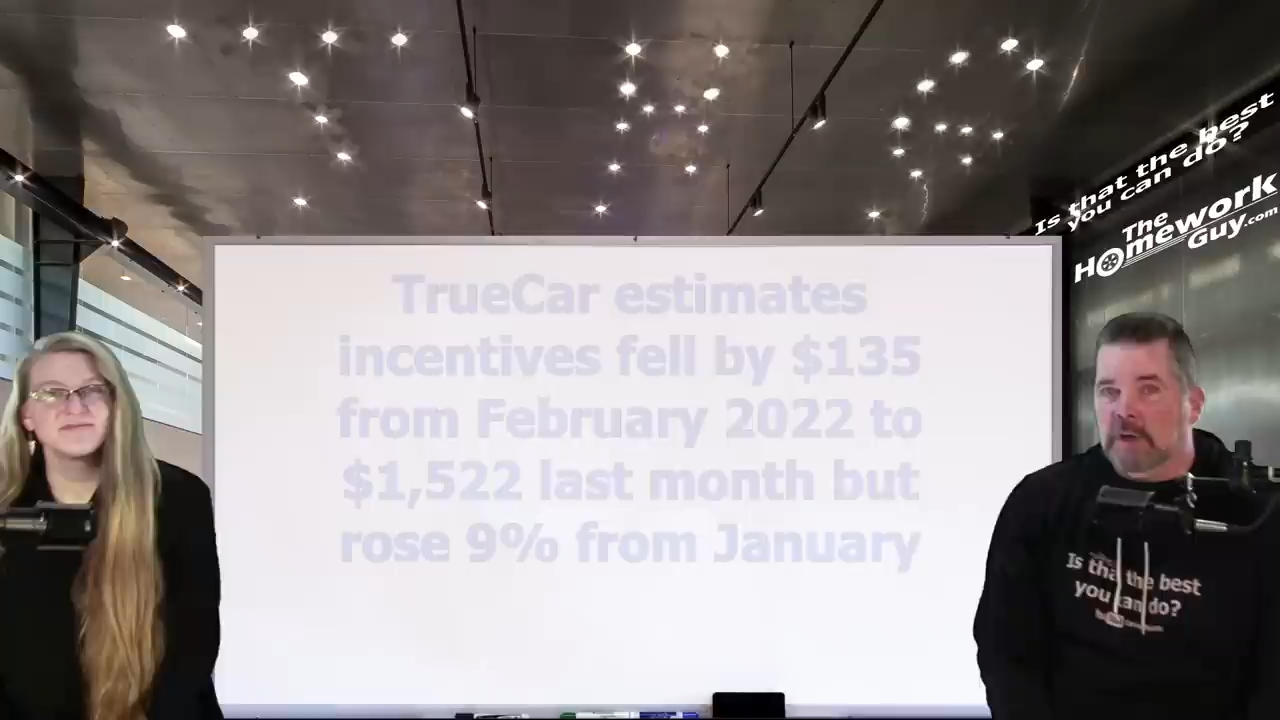 Is that the best
you can do?
The
Homework
Guy.com
TrueCar estimates
incentives fell by $135
from February 2022 to
$1,522 last month but
rose 9% from January
Is that the best
you can do?